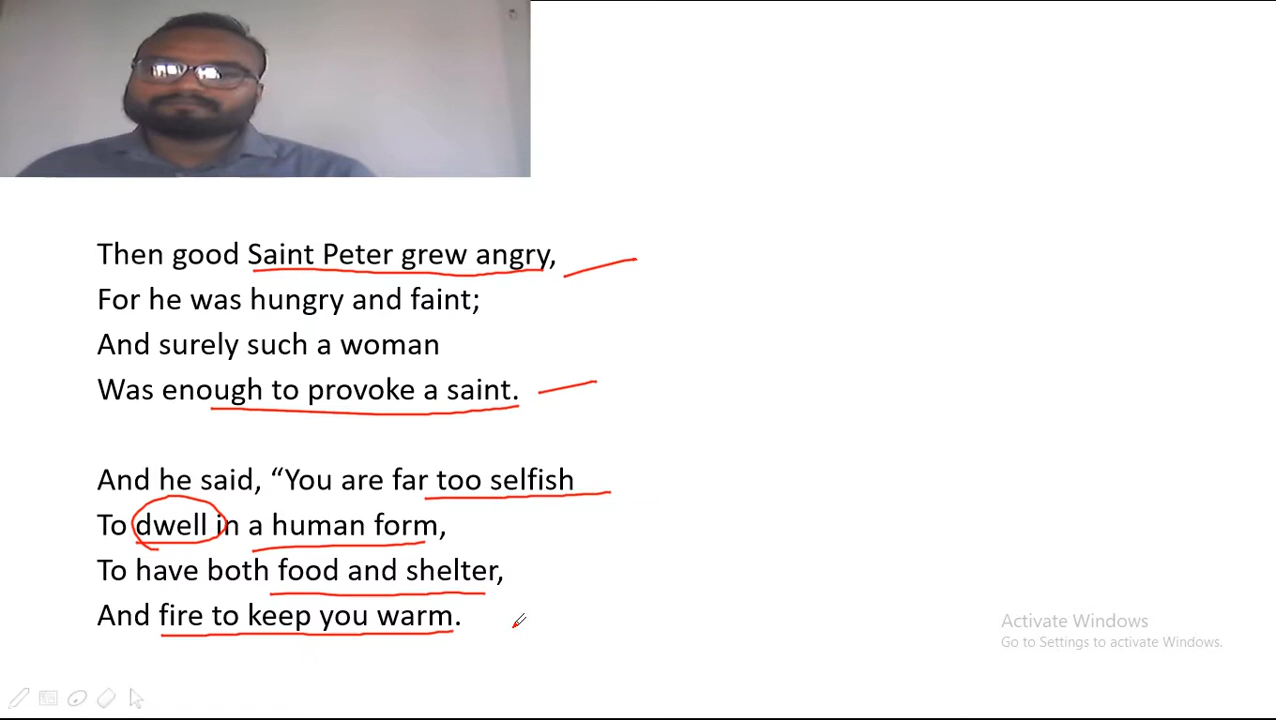 Then good Saint Peter grew angry,
For he was hungry and faint;
And surely such a woman
Was enough to provoke a saint.
And he said, “You are far too selfish
To dwell in a human form,
To have both food and shelter,
And fire to keep you warm.
Activate Windows
Go to Settings to activate Windows.